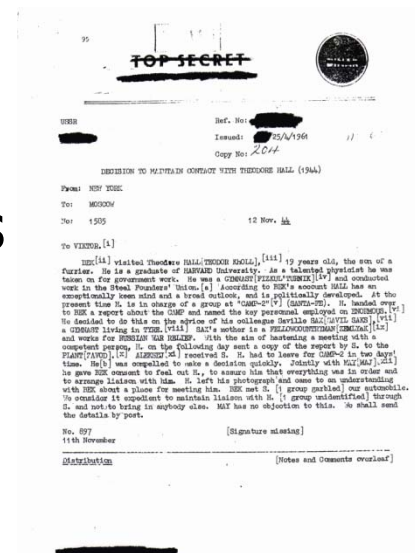 95
TOP SECRET
USSR
Ref. No:
Issued: 25/4/1961
Copy No: 204
DECISION TO MAINTAIN CONTACT WITH THEODORE HALL (1944)
From: NEW YORK
To: MOSCOW
No: 1585
12 Nov. 44
To VIKTOR.[i]
BEK[ii] visited Theodore HALL[TEODOR KhOLL],[iii] 19 years old, the son of a
furrier. He is a graduate of HARVARD University. As a talented physicist he was
taken on for government work. He was a GYMNAST[FIZKUL'TURNIK][iv] and conducted
work in the Steel Founders' Union.[a] According to BEK's account HALL has an
exceptionally keen mind and a broad outlook, and is politically developed. At the
present time H. is in charge of a group at "CAMP-2"[v] (SANTA-FE). H. handed over
to BEK a report about the CAMP and named the key personnel employed on ENORMOUS.[vi]
He decided to do this on the advice of his colleague Saville SAX[SAVIL SAKS],[vii]
a GYMNAST living in TYRE.[viii] SAX's mother is a FELLOWCOUNTRYMAN[ZEMLYaK][ix]
and works for RUSSIAN WAR RELIEF. With the aim of hastening a meeting with a
competent person, H. on the following day sent a copy of the report by S. to the
PLANT[ZAVOD].[x] ALEKSEJ[xi] received S. H. had to leave for CAMP-2 in two days'
time. He[b] was compelled to make a decision quickly. Jointly with MAY[MAJ][xii]
he gave BEK consent to feel out H., to assure him that everything was in order and
to arrange liaison with him. H. left his photograph and came to an understanding
with BEK about a place for meeting him. BEK met S. [1 group garbled] our automobile.
We consider it expedient to maintain liaison with H. [1 group unidentified] through
S. and not to bring in anybody else. MAY has no objection to this. We shall send
the details by post.
No. 897
[Signature missing]
11th November
Distribution
[Notes and Comments overleaf]